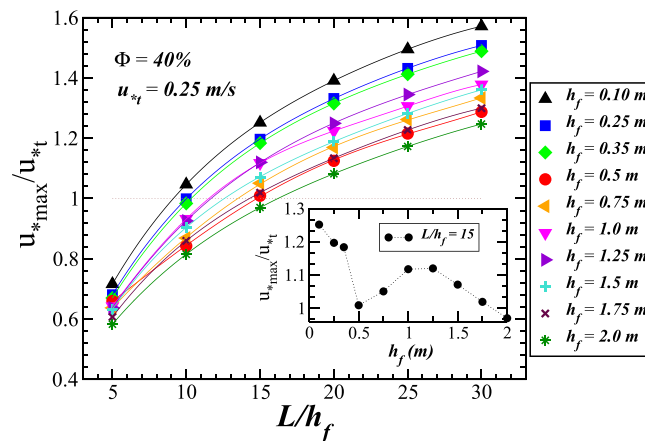 1.6
1.4
1.2
1
0.8
0.6
0.4
u*max/u*t
Φ = 40%
u*t = 0.25 m/s
5
10
15
20
25
30
L/hf
1.3
1.2
1.1
1
u*max/u*t
L/hf = 15
0
0.5
1
1.5
2
hf (m)
hf = 0.10 m
hf = 0.25 m
hf = 0.35 m
hf = 0.5 m
hf = 0.75 m
hf = 1.0 m
hf = 1.25 m
hf = 1.5 m
hf = 1.75 m
hf = 2.0 m